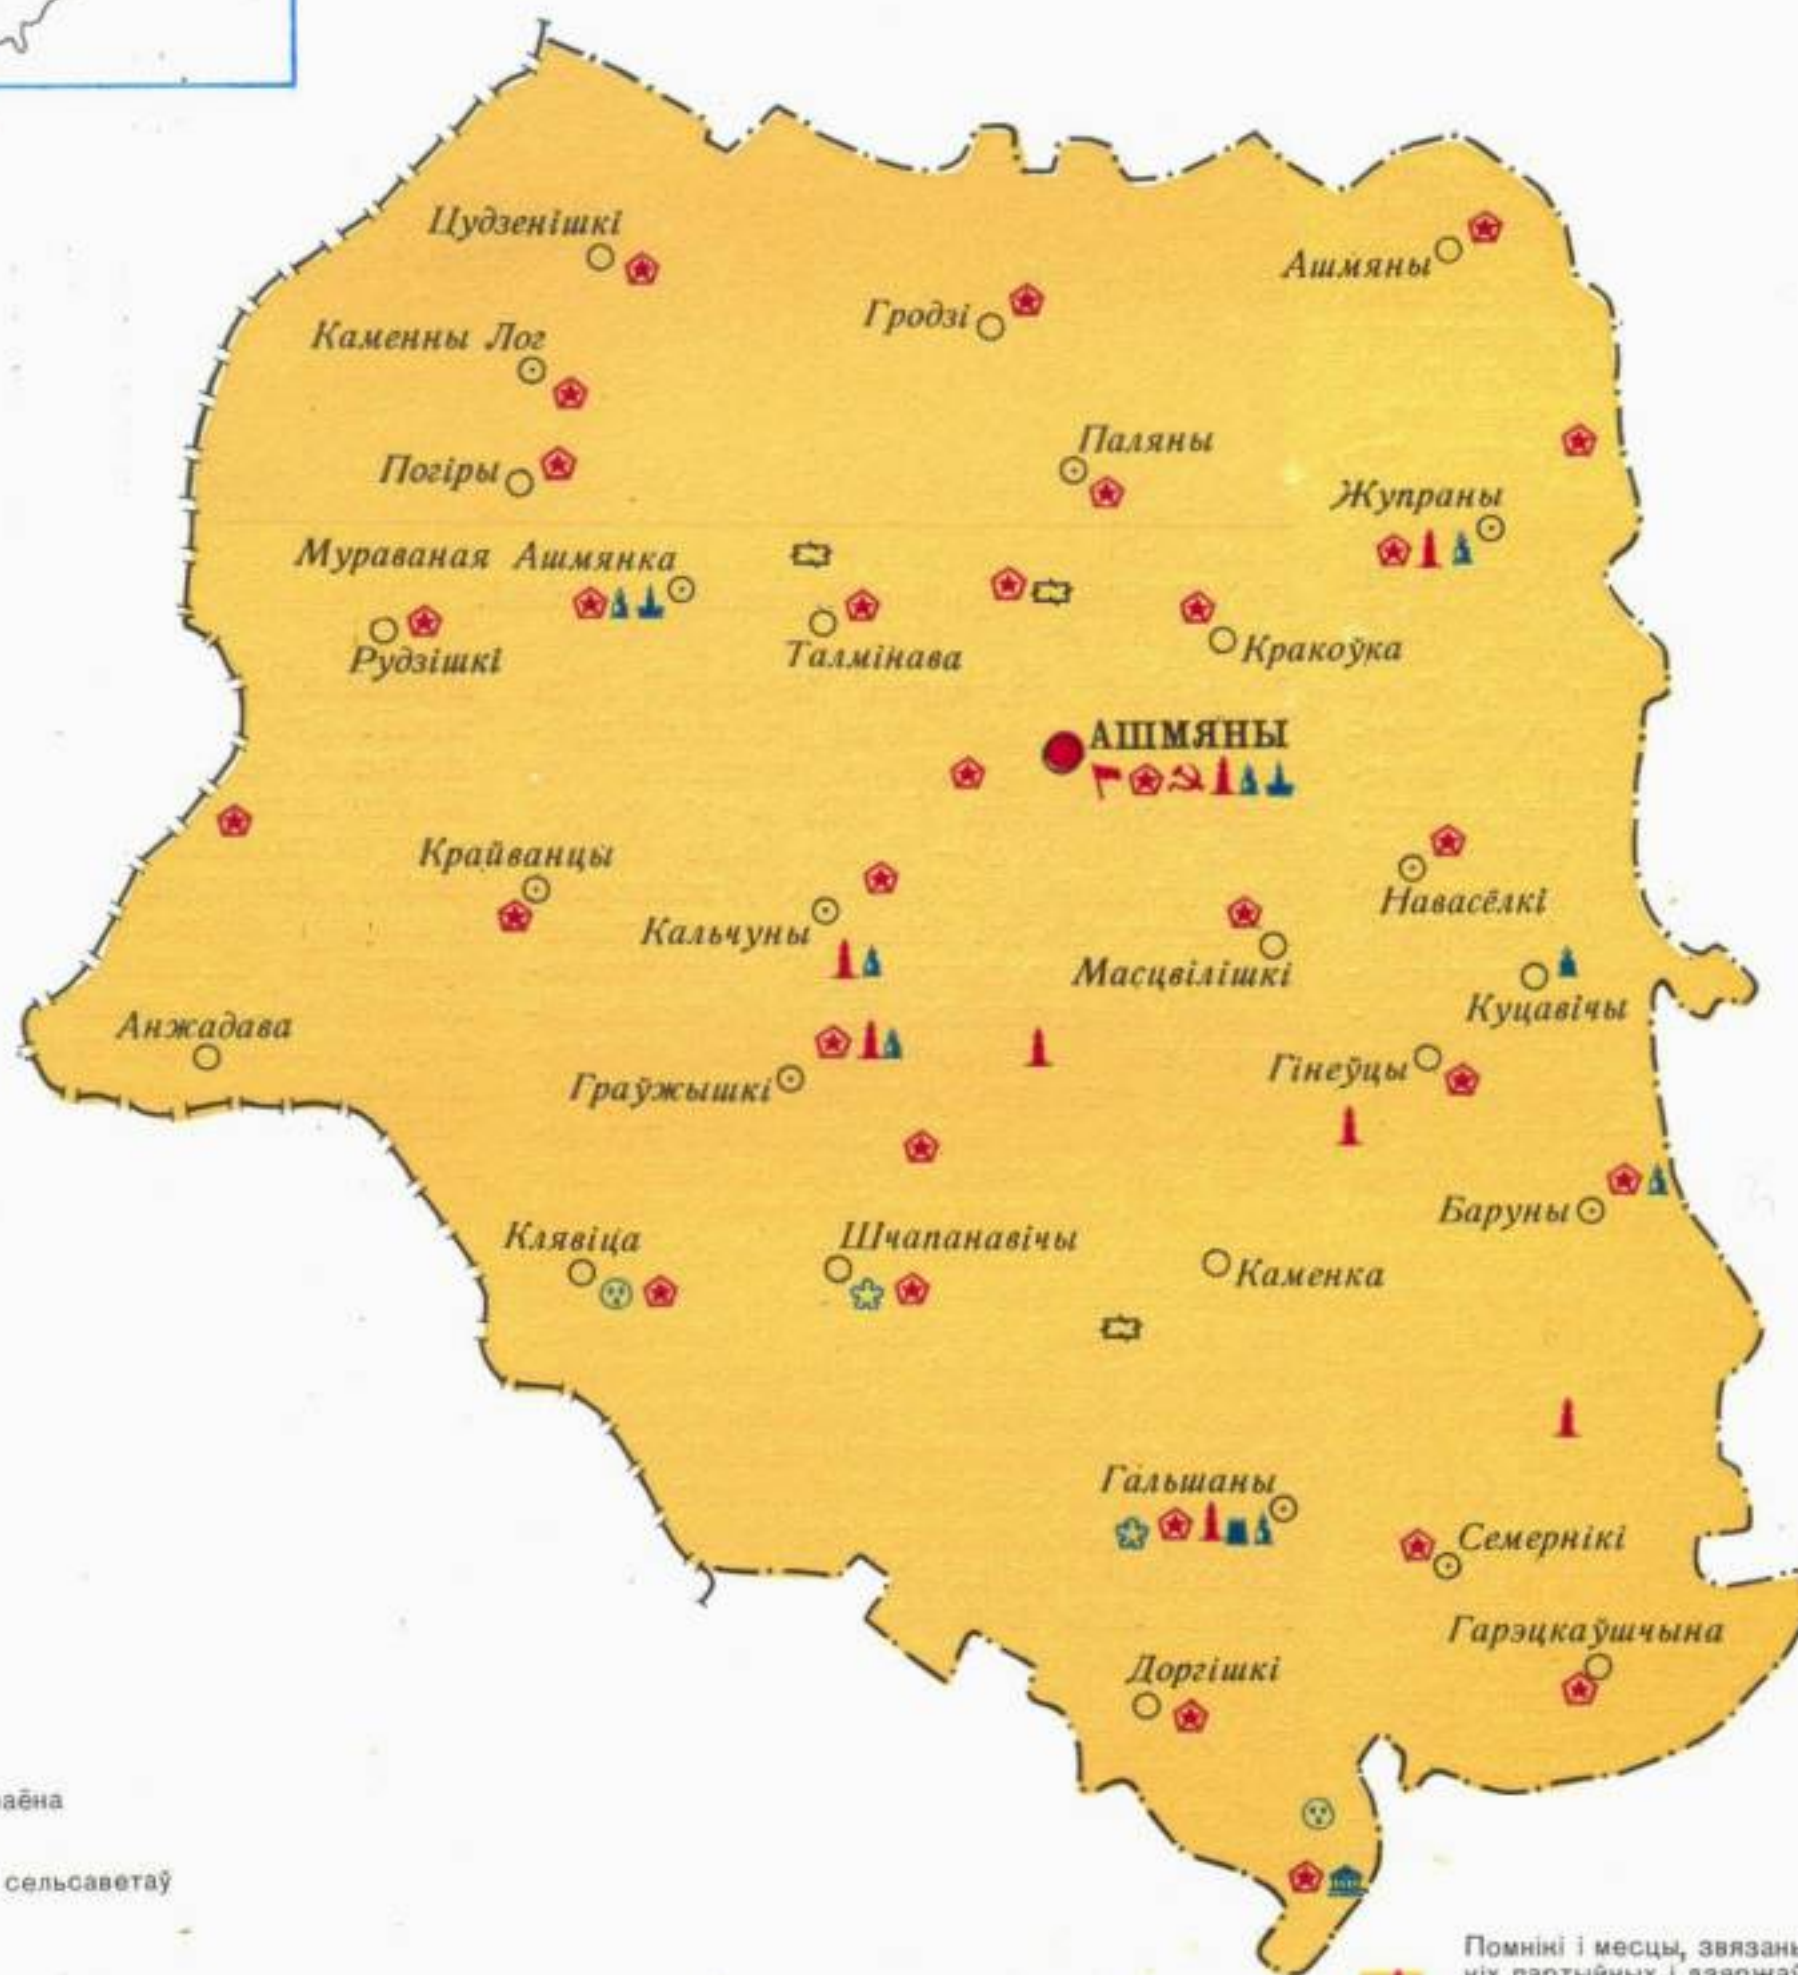 Цудзенішкі
Ашмяны
Гродзі
Каменны Лог
Паляны
Погіры
Жупраны
Мураваная Ашмянка
Рудзішкі
Талмінава
Кракоўка
АШМЯНЫ
Крайванцы
Навасёлкі
Кальчуны
Масцвілішкі
Куцавічы
Анжадава
Гінеўцы
Граўжышкі
Баруны
Клявіца
Шчапанавічы
Каменка
Гальшаны
Семернікі
Гарэцкаўшчына
Доргішкі
сельсаветаў
Помнікі і месцы,